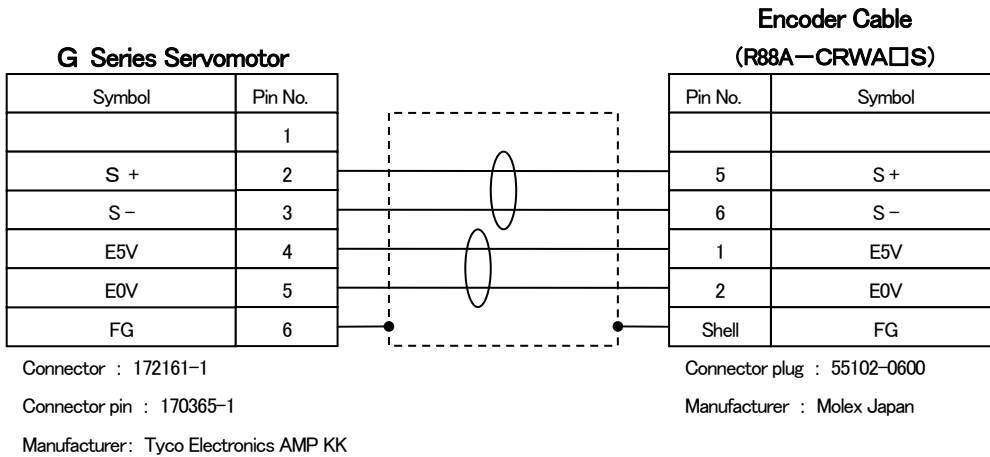 Encoder Cable
G Series Servomotor (R88A－CRWA□S)
Symbol Pin No. Pin No. Symbol
1
S + 2 5 S +
S − 3 6 S −
E5V 4 1 E5V
E0V 5 2 E0V
FG 6 Shell FG
Connector : 172161-1 Connector plug : 55102-0600
Connector pin : 170365-1 Manufacturer : Molex Japan
Manufacturer: Tyco Electronics AMP KK